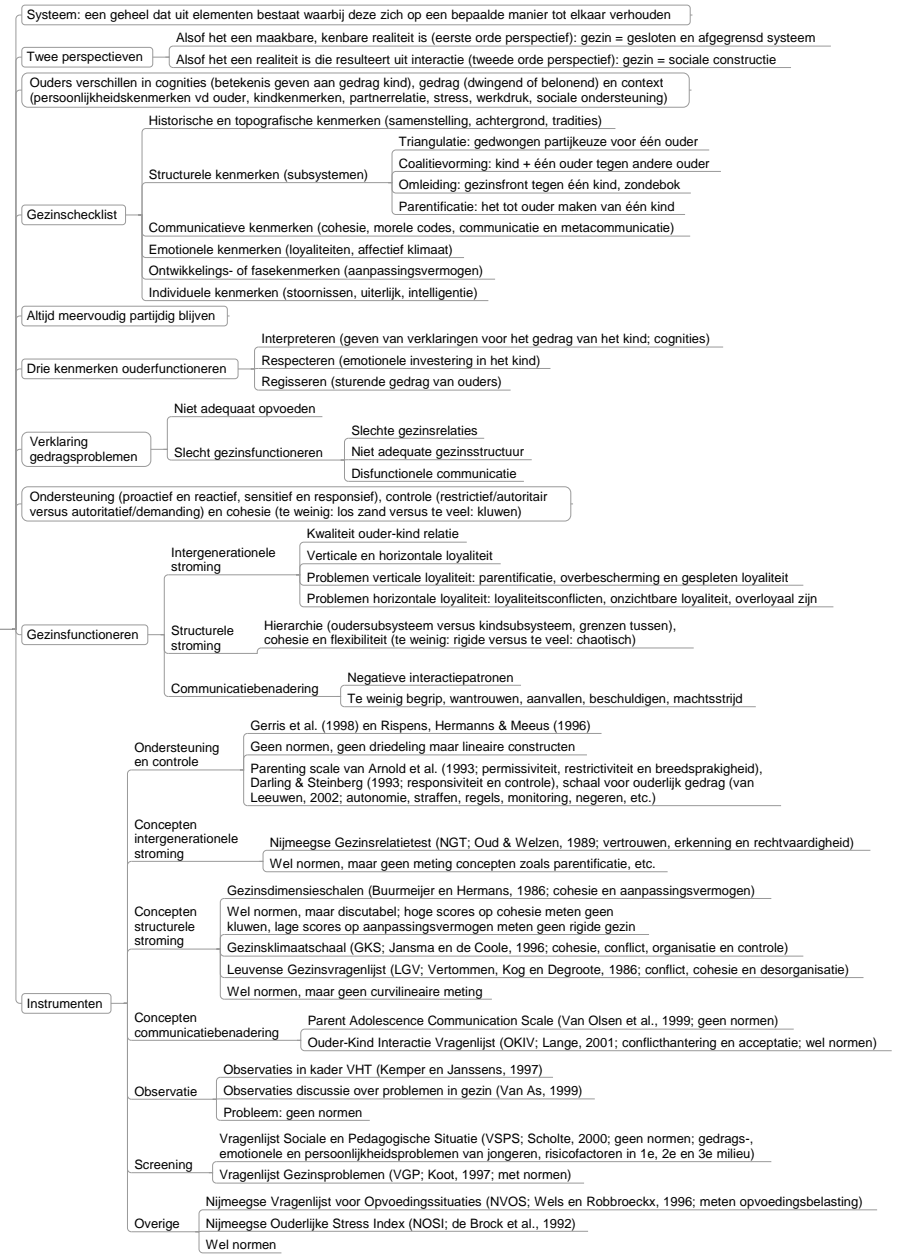 Systeem: een geheel dat uit elementen bestaat waarbij deze zich op een bepaalde manier tot elkaar verhouden
Twee perspectieven
Alsof het een maakbare, kenbare realiteit is (eerste orde perspectief): gezin = gesloten en afgegrensd systeem
Alsof het een realiteit is die resulteert uit interactie (tweede orde perspectief): gezin = sociale constructie
Ouders verschillen in cognities (betekenis geven aan gedrag kind), gedrag (dwingend of belonend) en context
(persoonlijkheidskenmerken vd ouder, kindkenmerken, partnerrelatie, stress, werkdruk, sociale ondersteuning)
Gezinschecklist
Historische en topografische kenmerken (samenstelling, achtergrond, tradities)
Structurele kenmerken (subsystemen)
Triangulatie: gedwongen partijkeuze voor één ouder
Coalitievorming: kind + één ouder tegen andere ouder
Omleiding: gezinsfront tegen één kind, zondebok
Parentificatie: het tot ouder maken van één kind
Communicatieve kenmerken (cohesie, morele codes, communicatie en metacommunicatie)
Emotionele kenmerken (loyaliteiten, affectief klimaat)
Ontwikkelings- of fasekenmerken (aanpassingsvermogen)
Individuele kenmerken (stoornissen, uiterlijk, intelligentie)
Altijd meervoudig partijdig blijven
Drie kenmerken ouderfunctioneren
Interpreteren (geven van verklaringen voor het gedrag van het kind; cognities)
Respecteren (emotionele investering in het kind)
Regisseren (sturende gedrag van ouders)
Verklaring
gedragsproblemen
Niet adequaat opvoeden
Slecht gezinsfunctioneren
Slechte gezinsrelaties
Niet adequate gezinsstructuur
Disfunctionele communicatie
Ondersteuning (proactief en reactief, sensitief en responsief), controle (restrictief/autoritair
versus autoritatief/demanding) en cohesie (te weinig: los zand versus te veel: kluwen)
Gezinsfunctioneren
Intergenerationele
stroming
Kwaliteit ouder-kind relatie
Verticale en horizontale loyaliteit
Problemen verticale loyaliteit: parentificatie, overbescherming en gespleten loyaliteit
Problemen horizontale loyaliteit: loyaliteitsconflicten, onzichtbare loyaliteit, overloyaal zijn
Structurele
stroming
Hierarchie (oudersubsysteem versus kindsubsysteem, grenzen tussen),
cohesie en flexibiliteit (te weinig: rigide versus te veel: chaotisch)
Communicatiebenadering
Negatieve interactiepatronen
Te weinig begrip, wantrouwen, aanvallen, beschuldigen, machtsstrijd
Instrumenten
Ondersteuning
en controle
Gerris et al. (1998) en Rispens, Hermanns & Meeus (1996)
Geen normen, geen driedeling maar lineaire constructen
Parenting scale van Arnold et al. (1993; permissiviteit, restrictiviteit en breedsprakigheid),
Darling & Steinberg (1993; responsiviteit en controle), schaal voor ouderlijk gedrag (van
Leeuwen, 2002; autonomie, straffen, regels, monitoring, negeren, etc.)
Concepten
intergenerationele
stroming
Nijmeegse Gezinsrelatietest (NGT; Oud & Welzen, 1989; vertrouwen, erkenning en rechtvaardigheid)
Wel normen, maar geen meting concepten zoals parentificatie, etc.
Concepten
structurele
stroming
Gezinsdimensieschalen (Buurmeijer en Hermans, 1986; cohesie en aanpassingsvermogen)
Wel normen, maar discutabel; hoge scores op cohesie meten geen
kluwen, lage scores op aanpassingsvermogen meten geen rigide gezin
Gezinsklimaatschaal (GKS; Jansma en de Coole, 1996; cohesie, conflict, organisatie en controle)
Leuvense Gezinsvragenlijst (LGV; Vertommen, Kog en Degroote, 1986; conflict, cohesie en desorganisatie)
Wel normen, maar geen curvilineaire meting
Concepten
communicatiebenadering
Parent Adolescence Communication Scale (Van Olsen et al., 1999; geen normen)
Ouder-Kind Interactie Vragenlijst (OKIV; Lange, 2001; conflicthantering en acceptatie; wel normen)
Observatie
Observaties in kader VHT (Kemper en Janssens, 1997)
Observaties discussie over problemen in gezin (Van As, 1999)
Probleem: geen normen
Screening
Vragenlijst Sociale en Pedagogische Situatie (VSPS; Scholte, 2000; geen normen; gedrags-,
emotionele en persoonlijkheidsproblemen van jongeren, risicofactoren in 1e, 2e en 3e milieu)
Vragenlijst Gezinsproblemen (VGP; Koot, 1997; met normen)
Overige
Nijmeegse Vragenlijst voor Opvoedingssituaties (NVOS; Wels en Robbroeckx, 1996; meten opvoedingsbelasting)
Nijmeegse Ouderlijke Stress Index (NOSI; de Brock et al., 1992)
Wel normen